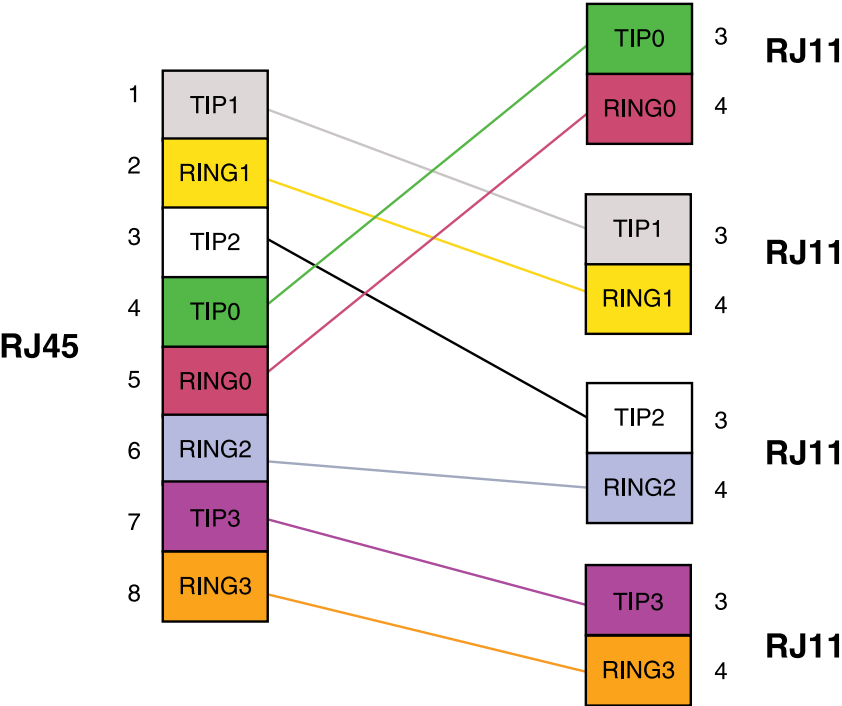 RJ45
1 TIP1
2 RING1
3 TIP2
4 TIP0
5 RING0
6 RING2
7 TIP3
8 RING3
TIP0 3
RING0 4
RJ11
TIP1 3
RING1 4
RJ11
TIP2 3
RING2 4
RJ11
TIP3 3
RING3 4
RJ11